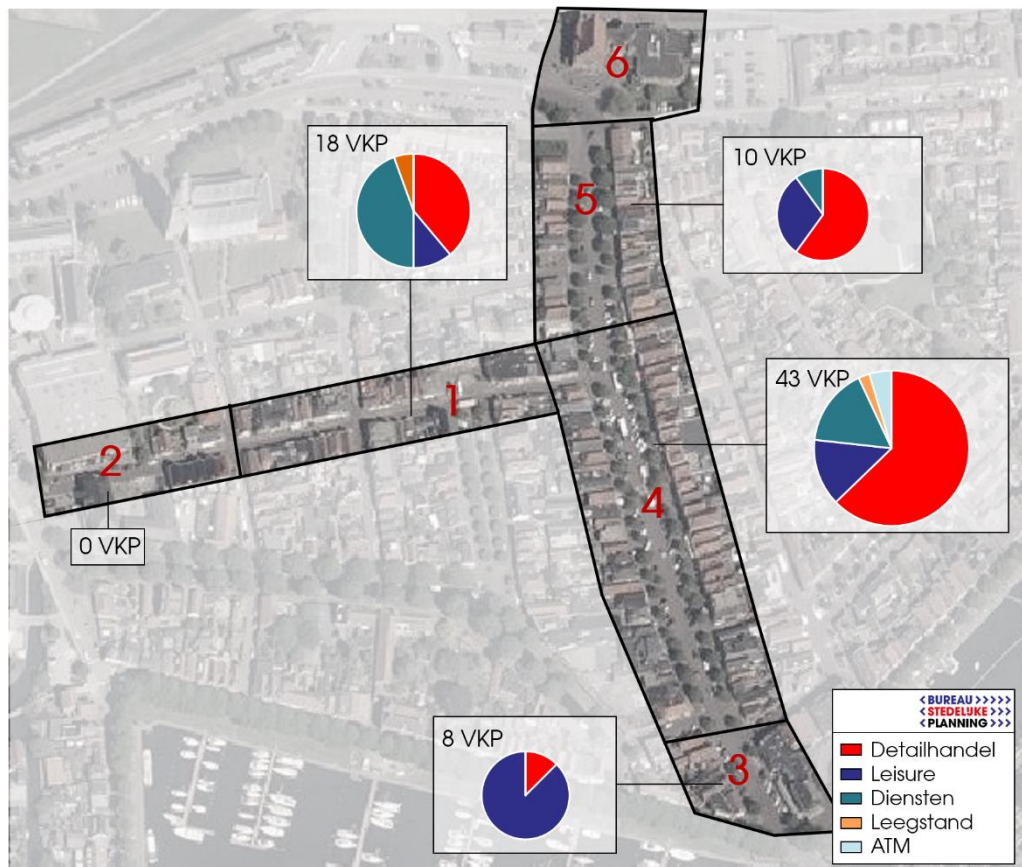 6
18 VKP
10 VKP
5
43 VKP
1
2
4
0 VKP
8 VKP
3
BUREAU
STEDELIJKE
PLANNING
Detailhandel
Leisure
Diensten
Leegstand
ATM